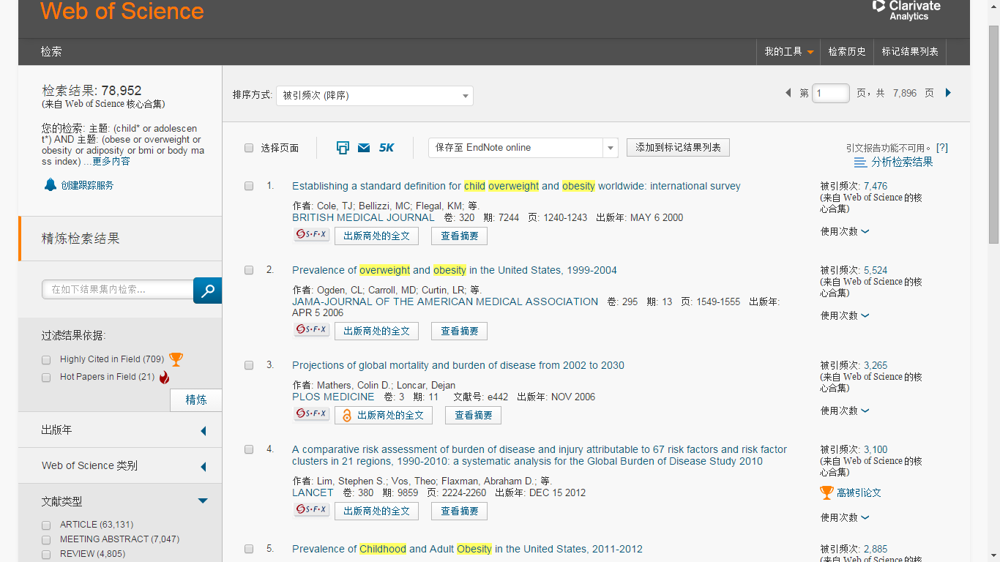 Web of Science
Clarivate
Analytics
检索
我的工具
检索历史
标记结果列表
检索结果: 78,952
(来自 Web of Science 核心合集)
您的检索: 主题: (child* or adolescen
t*) AND 主题: (obese or overweight or
obesity or adiposity or bmi or body ma
ss index) ...更多内容
创建跟踪服务
精炼检索结果
在如下结果集内检索...
过滤结果依据:
Highly Cited in Field (709)
Hot Papers in Field (21)
精炼
出版年
Web of Science 类别
文献类型
ARTICLE (63,131)
MEETING ABSTRACT (7,047)
REVIEW (4,805)
排序方式: 被引频次 (降序)
第 1 页，共 7,896 页
选择页面
5K
保存至 EndNote online
添加到标记结果列表
引文报告功能不可用。 [?]
分析检索结果
1. Establishing a standard definition for child overweight and obesity worldwide: international survey
作者: Cole, TJ; Bellizzi, MC; Flegal, KM; 等.
BRITISH MEDICAL JOURNAL 卷: 320 期: 7244 页: 1240-1243 出版年: MAY 6 2000
S·F·X 出版商处的全文 查看摘要
被引频次: 7,476
(来自 Web of Science 的核
心合集)
使用次数
2. Prevalence of overweight and obesity in the United States, 1999-2004
作者: Ogden, CL; Carroll, MD; Curtin, LR; 等.
JAMA-JOURNAL OF THE AMERICAN MEDICAL ASSOCIATION 卷: 295 期: 13 页: 1549-1555 出版年:
APR 5 2006
S·F·X 出版商处的全文 查看摘要
被引频次: 5,524
(来自 Web of Science 的核
心合集)
使用次数
3. Projections of global mortality and burden of disease from 2002 to 2030
作者: Mathers, Colin D.; Loncar, Dejan
PLOS MEDICINE 卷: 3 期: 11 文献号: e442 出版年: NOV 2006
S·F·X 出版商处的全文 查看摘要
被引频次: 3,265
(来自 Web of Science 的核
心合集)
使用次数
4. A comparative risk assessment of burden of disease and injury attributable to 67 risk factors and risk factor
clusters in 21 regions, 1990-2010: a systematic analysis for the Global Burden of Disease Study 2010
作者: Lim, Stephen S.; Vos, Theo; Flaxman, Abraham D.; 等.
LANCET 卷: 380 期: 9859 页: 2224-2260 出版年: DEC 15 2012
S·F·X 出版商处的全文 查看摘要
被引频次: 3,100
(来自 Web of Science 的核
心合集)
高被引论文
使用次数
5. Prevalence of Childhood and Adult Obesity in the United States, 2011-2012
被引频次: 2,885
(来自 Web of Science 的核